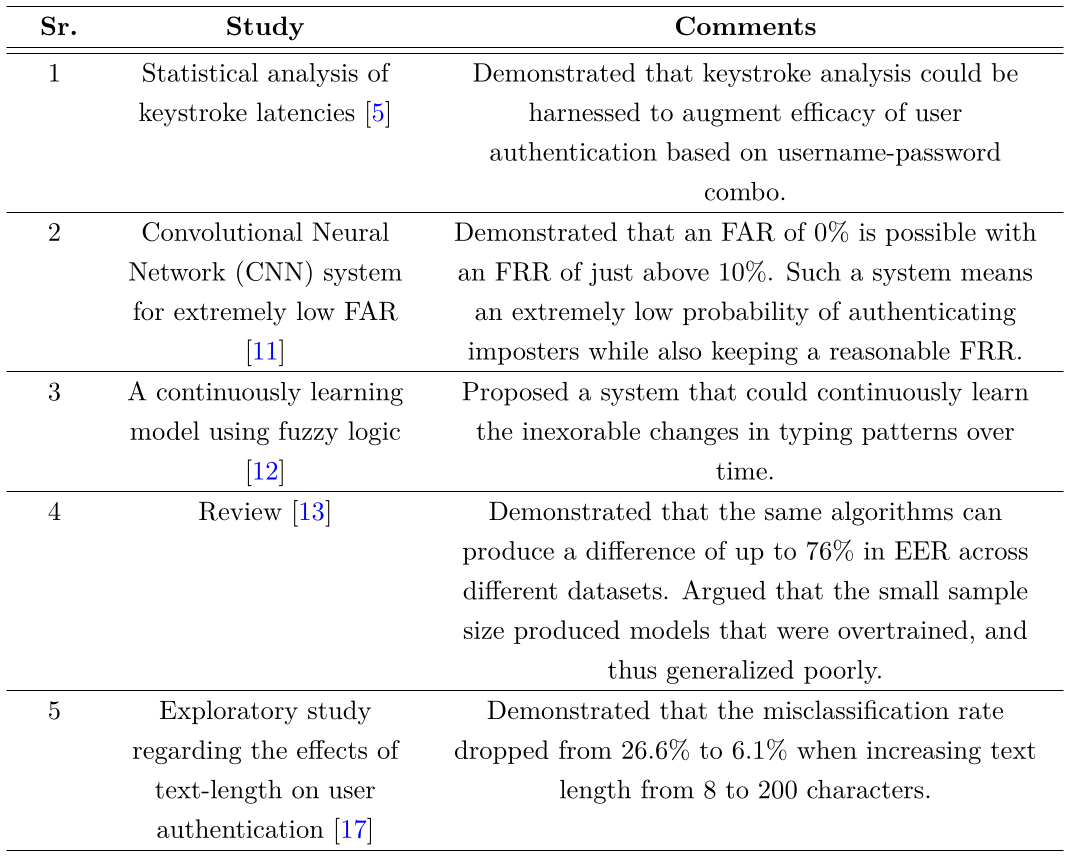 Sr. Study Comments
1 Statistical analysis of Demonstrated that keystroke analysis could be
keystroke latencies [5] harnessed to augment efficacy of user
authentication based on username-password
combo.
2 Convolutional Neural Demonstrated that an FAR of 0% is possible with
Network (CNN) system an FRR of just above 10%. Such a system means
for extremely low FAR an extremely low probability of authenticating
[11] imposters while also keeping a reasonable FRR.
3 A continuously learning Proposed a system that could continuously learn
model using fuzzy logic the inexorable changes in typing patterns over
[12] time.
4 Review [13] Demonstrated that the same algorithms can
produce a difference of up to 76% in EER across
different datasets. Argued that the small sample
size produced models that were overtrained, and
thus generalized poorly.
5 Exploratory study Demonstrated that the misclassification rate
regarding the effects of dropped from 26.6% to 6.1% when increasing text
text-length on user length from 8 to 200 characters.
authentication [17]